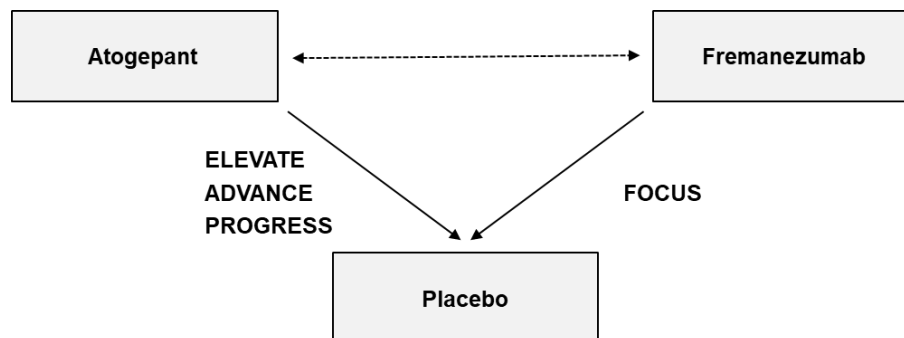 Atogepant
Fremanezumab
ELEVATE
ADVANCE
PROGRESS
FOCUS
Placebo